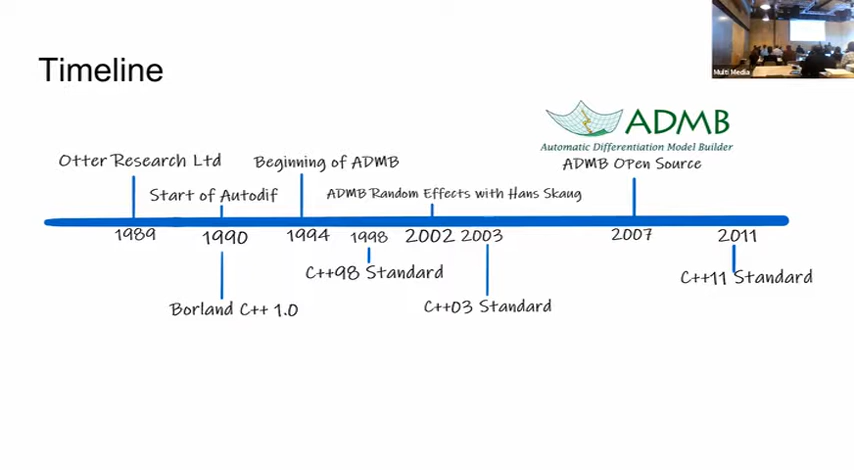 Timeline
Multi Media
ADMB
Automatic Differentiation Model Builder
Otter Research Ltd
Beginning of ADMB
ADMB Open Source
Start of Autodif
ADMB Random Effects with Hans Skaug
1989
1990
1994
1998
2002
2003
2007
2011
C++98 Standard
C++11 Standard
Borland C++ 1.0
C++03 Standard